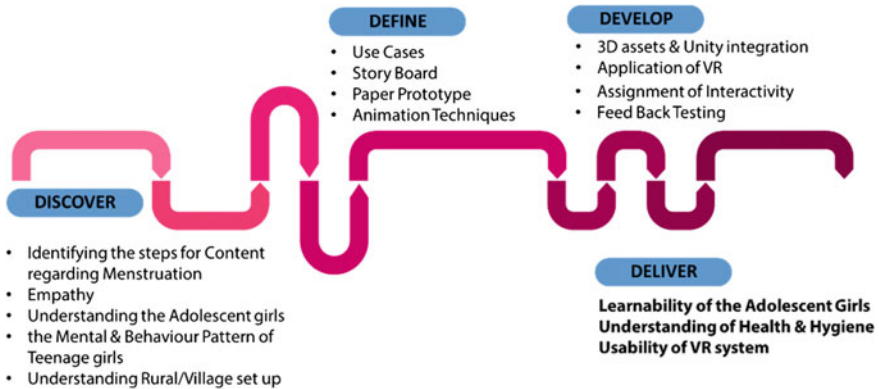 DISCOVER
• Identifying the steps for Content
regarding Menstruation
• Empathy
• Understanding the Adolescent girls
• the Mental & Behaviour Pattern of
Teenage girls
• Understanding Rural/Village set up
DEFINE
• Use Cases
• Story Board
• Paper Prototype
• Animation Techniques
DEVELOP
• 3D assets & Unity integration
• Application of VR
• Assignment of Interactivity
• Feed Back Testing
DELIVER
Learnability of the Adolescent Girls
Understanding of Health & Hygiene
Usability of VR system